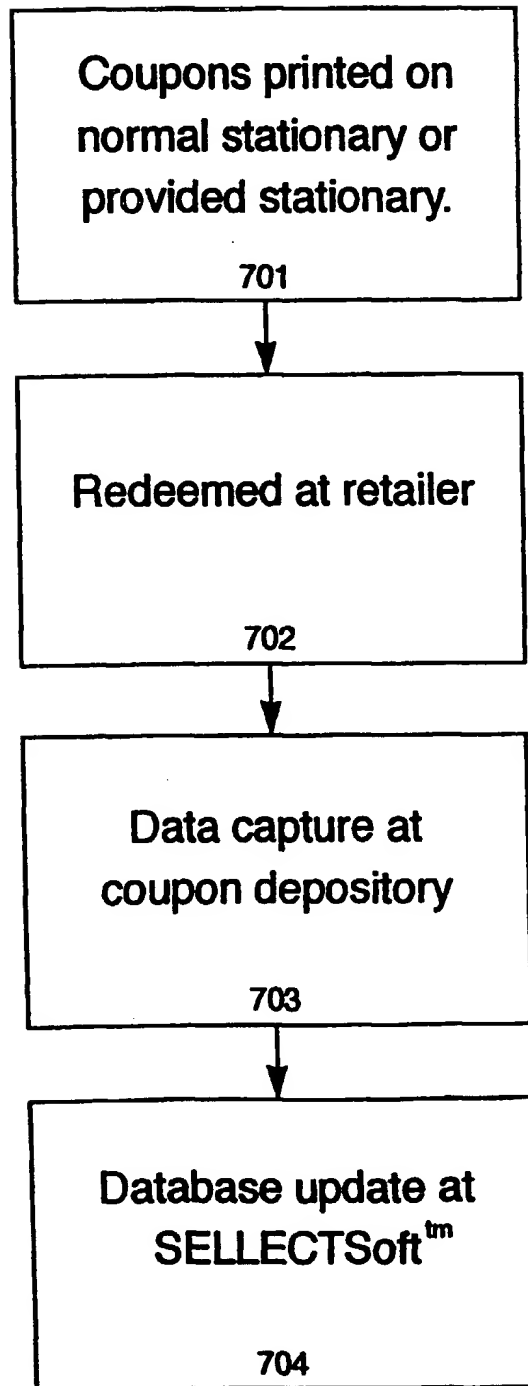 Coupons printed on
normal stationary or
provided stationary.
701
Redeemed at retailer
702
Data capture at
coupon depository
703
Database update at
SELLECTSoft™
704